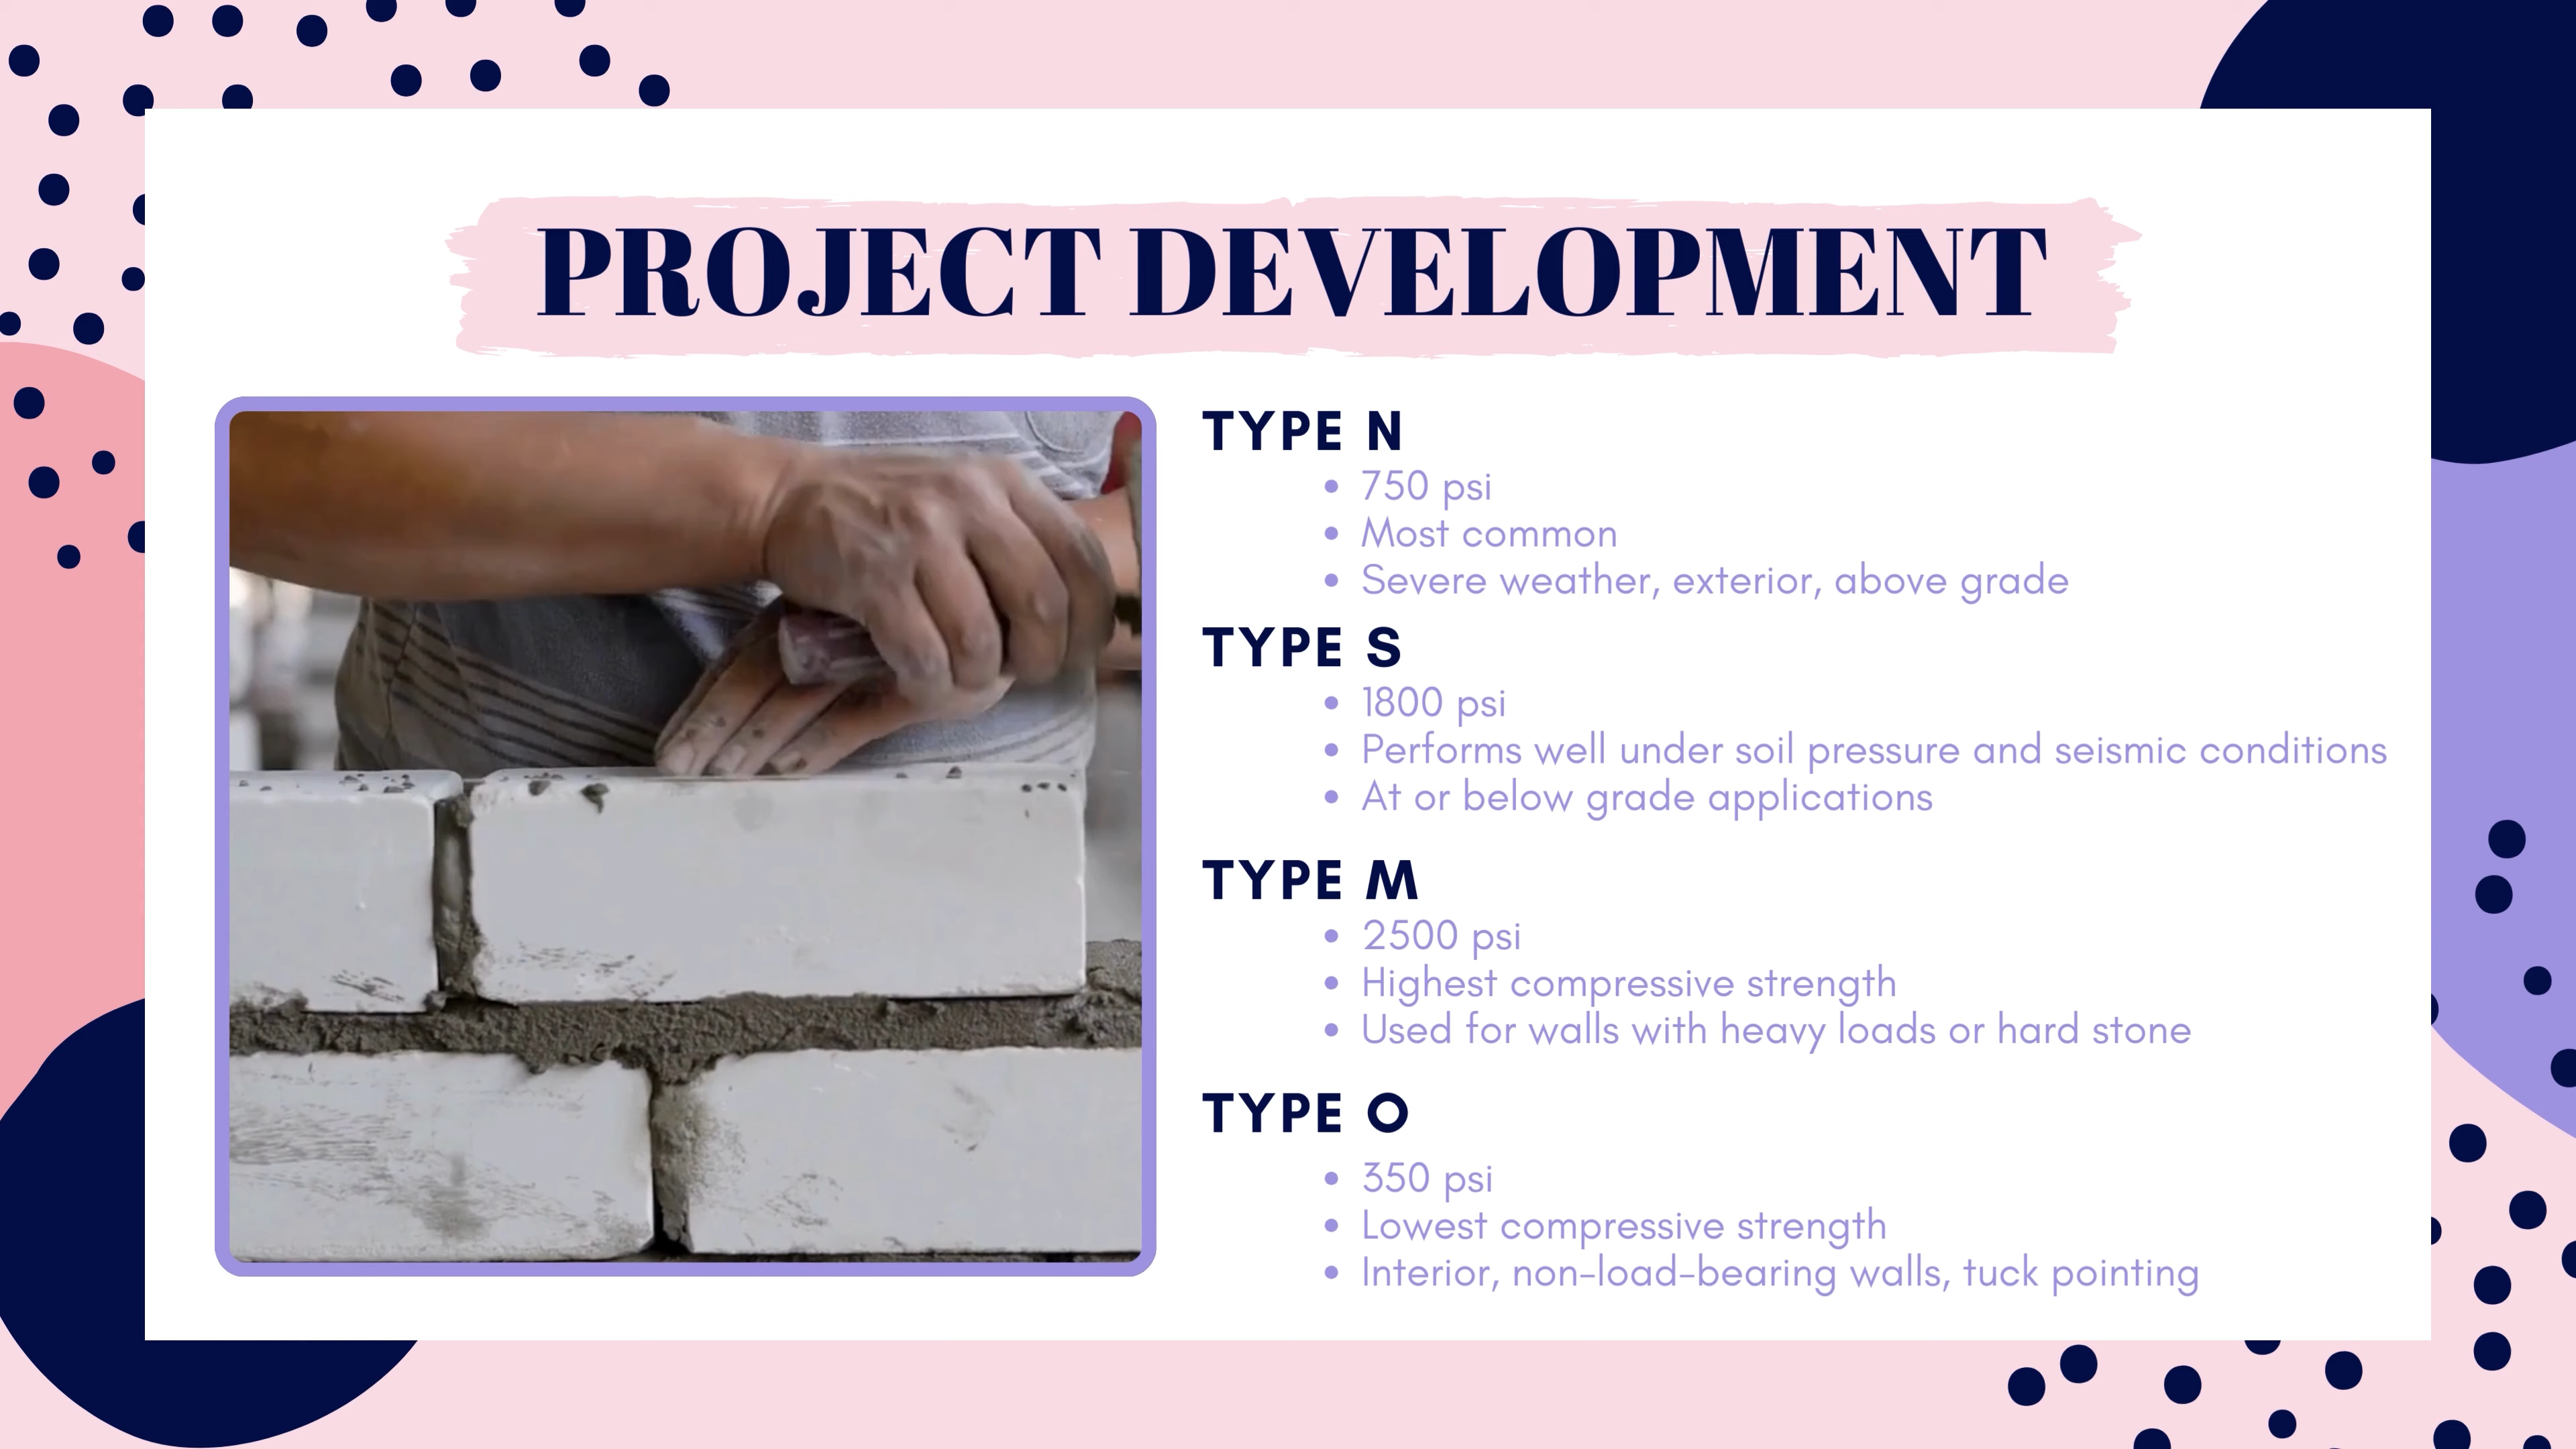 PROJECT DEVELOPMENT
TYPE N
• 750 psi
• Most common
• Severe weather, exterior, above grade
TYPE S
• 1800 psi
• Performs well under soil pressure and seismic conditions
• At or below grade applications
TYPE M
• 2500 psi
• Highest compressive strength
• Used for walls with heavy loads or hard stone
TYPE O
• 350 psi
• Lowest compressive strength
• Interior, non-load-bearing walls, tuck pointing